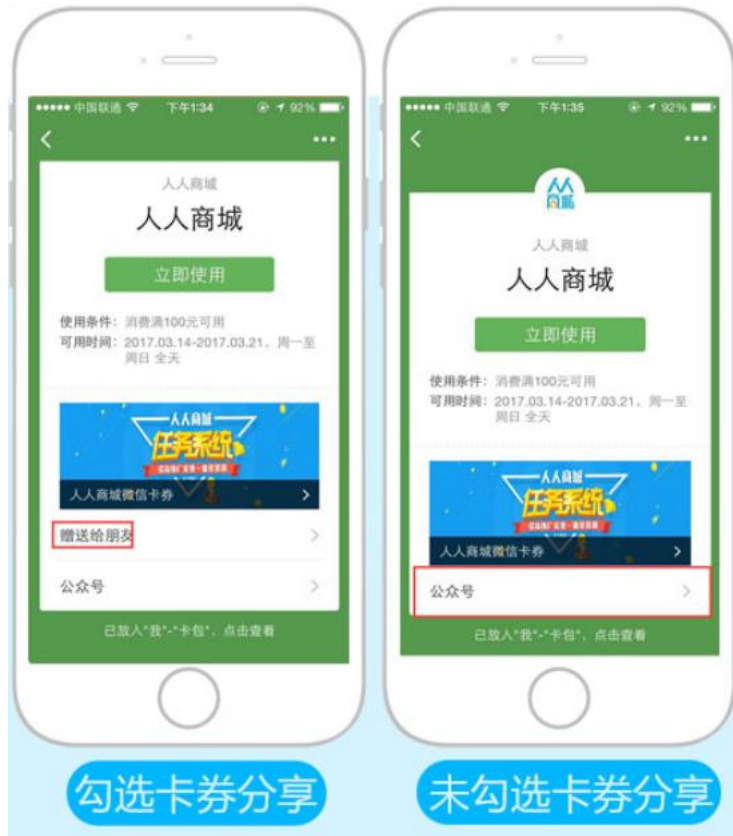 中国联通 下午1:34 92%
人人商城
人人商城
立即使用
使用条件：消费满100元可用
可用时间：2017.03.14-2017.03.21，周一至
周日 全天
人人商城
任务系统
人人商城微信卡券
赠送给朋友
公众号
已放入"我"-"卡包"，点击查看
勾选卡券分享
中国联通 下午1:35 92%
人人商城
人人商城
立即使用
使用条件：消费满100元可用
可用时间：2017.03.14-2017.03.21，周一至
周日 全天
人人商城
任务系统
人人商城微信卡券
公众号
已放入"我"-"卡包"，点击查看
未勾选卡券分享